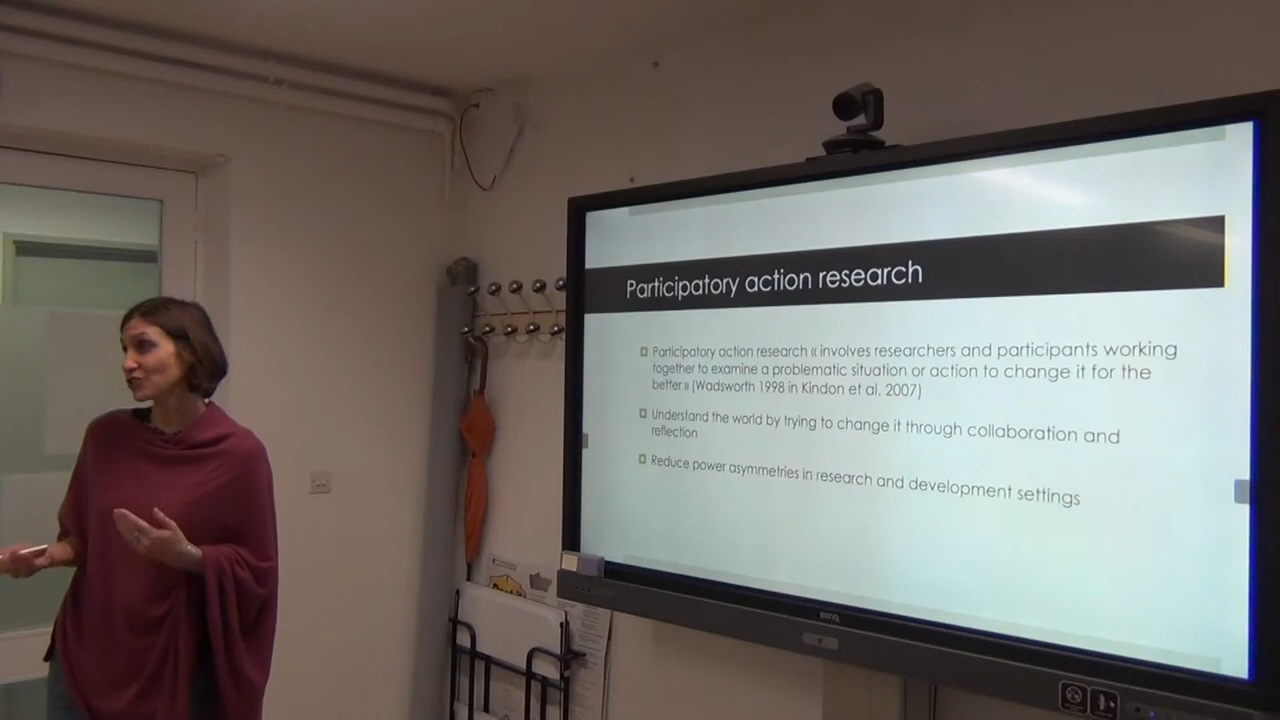 Participatory action research
Participatory action research « involves researchers and participants working
together to examine a problematic situation or action to change it for the
better » (Wadsworth 1998 in Kindon et al. 2007)
Understand the world by trying to change it through collaboration and
reflection
Reduce power asymmetries in research and development settings
BenQ